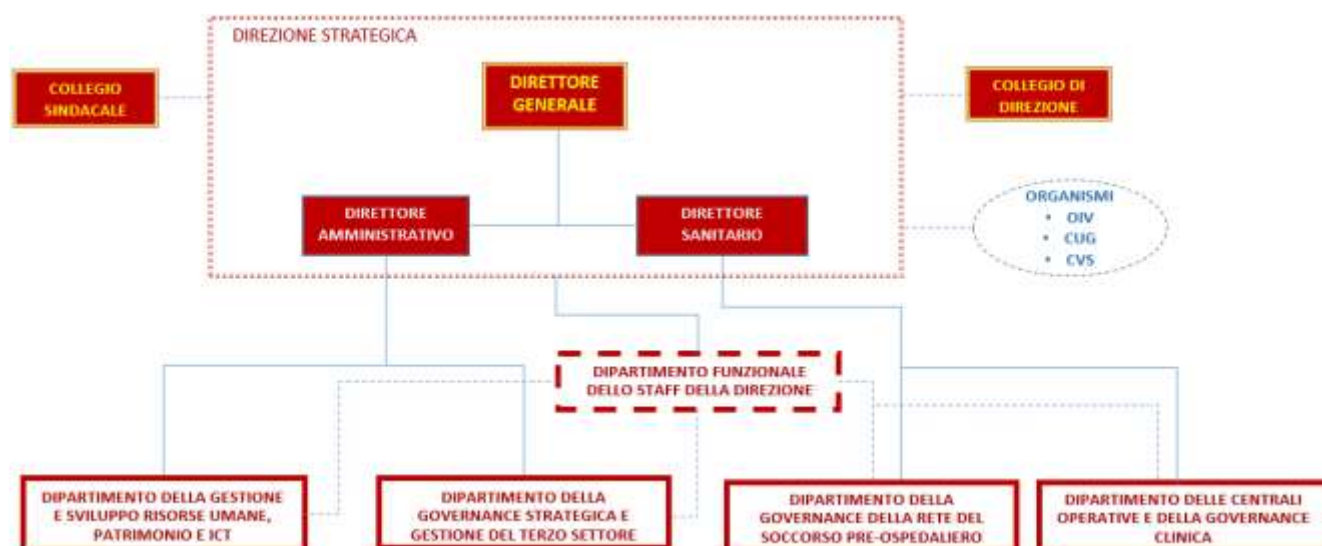 DIREZIONE STRATEGICA
COLLEGIO
SINDACALE
DIRETTORE
GENERALE
COLLEGIO DI
DIREZIONE
DIRETTORE
AMMINISTRATIVO
DIRETTORE
SANITARIO
ORGANISMI
• OIV
• CUG
• CVS
DIPARTIMENTO FUNZIONALE
DELLO STAFF DELLA DIREZIONE
DIPARTIMENTO DELLA GESTIONE
E SVILUPPO RISORSE UMANE,
PATRIMONIO E ICT
DIPARTIMENTO DELLA
GOVERNANCE STRATEGICA E
GESTIONE DEL TERZO SETTORE
DIPARTIMENTO DELLA
GOVERNANCE DELLA RETE DEL
SOCCORSO PRE-OSPEDALIERO
DIPARTIMENTO DELLE CENTRALI
OPERATIVE E DELLA GOVERNANCE
CLINICA